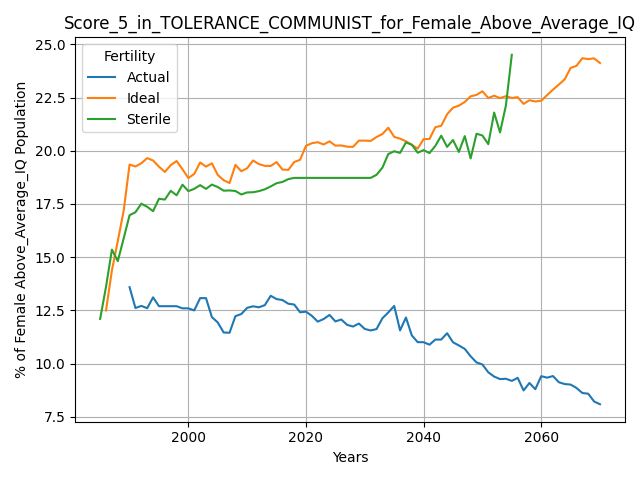 Score_5_in_TOLERANCE_COMMUNIST_for_Female_Above_Average_IQ
Fertility
Actual
Ideal
Sterile
% of Female Above_Average_IQ Population
25.0
22.5
20.0
17.5
15.0
12.5
10.0
7.5
2000
2020
2040
2060
Years